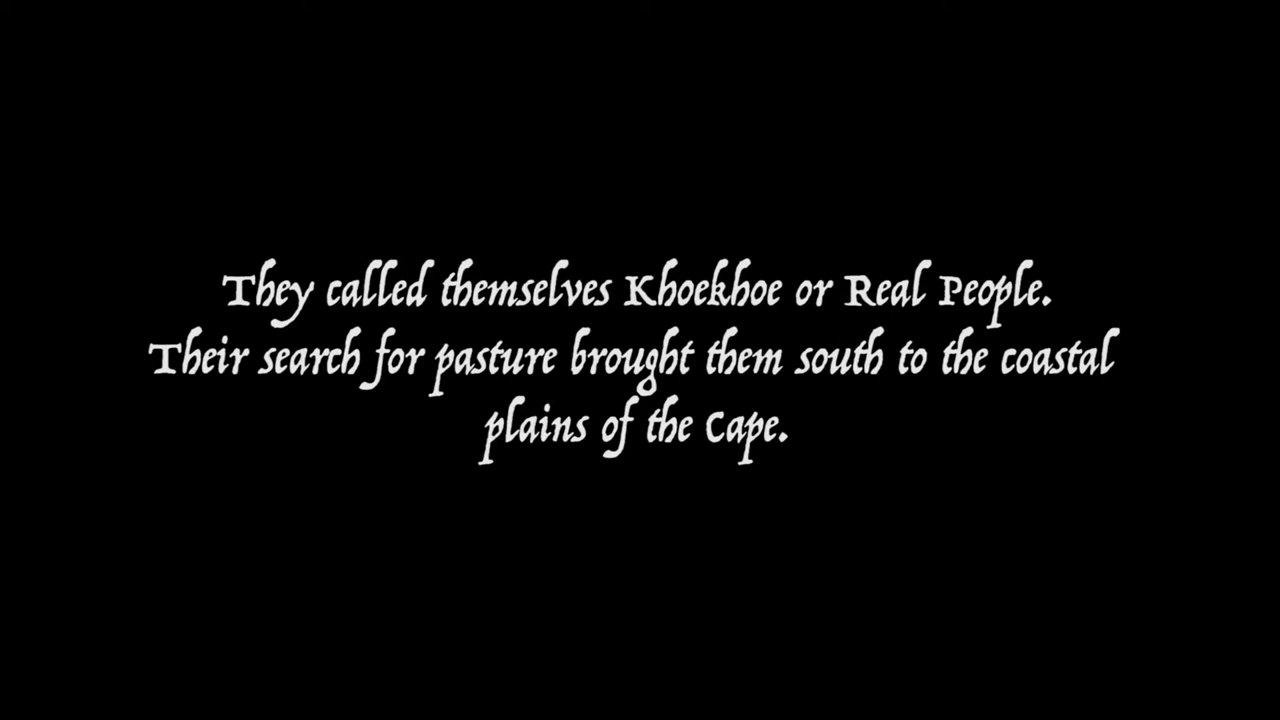 They called themselves Khoekhoe or Real People.
Their search for pasture brought them south to the coastal
plains of the Cape.